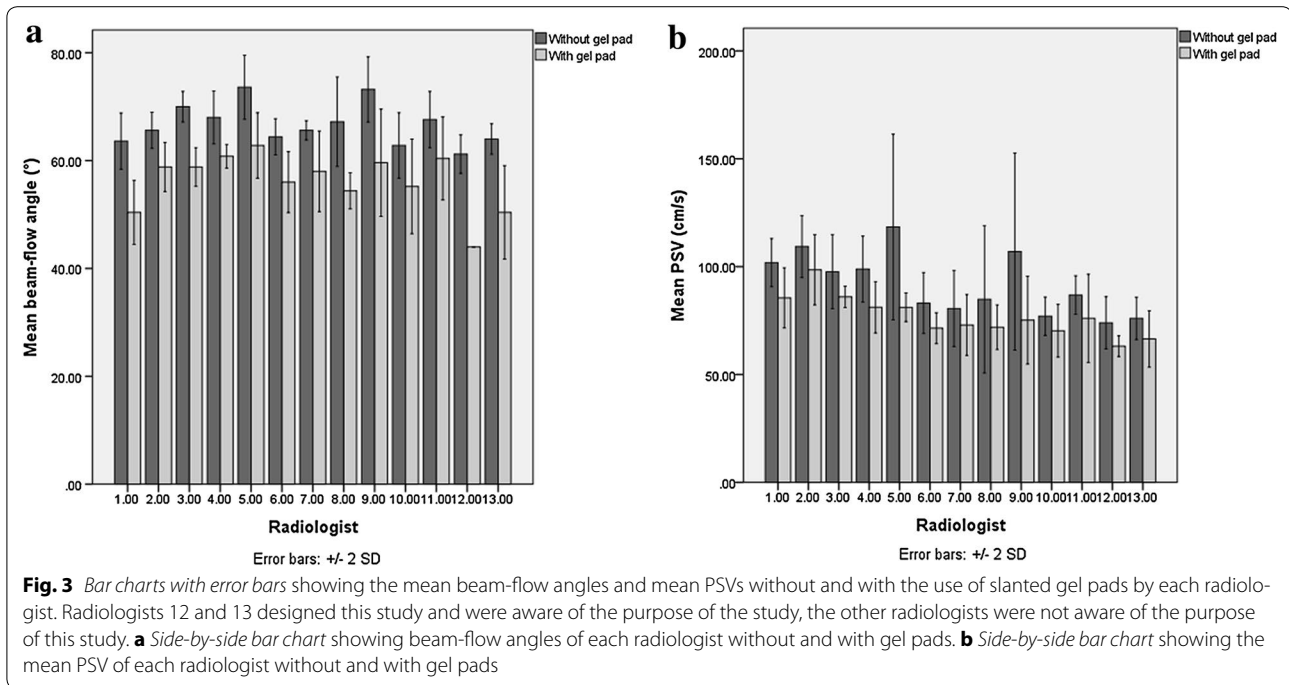 a
Without gel pad
With gel pad
80.00
60.00
40.00
20.00
.00
Mean beam-flow angle (°)
1.00 2.00 3.00 4.00 5.00 6.00 7.00 8.00 9.00 10.00 11.00 12.00 13.00
Radiologist
Error bars: +/- 2 SD
b
Without gel pad
With gel pad
200.00
150.00
100.00
50.00
.00
Mean PSV (cm/s)
1.00 2.00 3.00 4.00 5.00 6.00 7.00 8.00 9.00 10.00 11.00 12.00 13.00
Radiologist
Error bars: +/- 2 SD
Fig. 3 Bar charts with error bars showing the mean beam-flow angles and mean PSVs without and with the use of slanted gel pads by each radiolo-
gist. Radiologists 12 and 13 designed this study and were aware of the purpose of the study, the other radiologists were not aware of the purpose
of this study. a Side-by-side bar chart showing beam-flow angles of each radiologist without and with gel pads. b Side-by-side bar chart showing the
mean PSV of each radiologist without and with gel pads